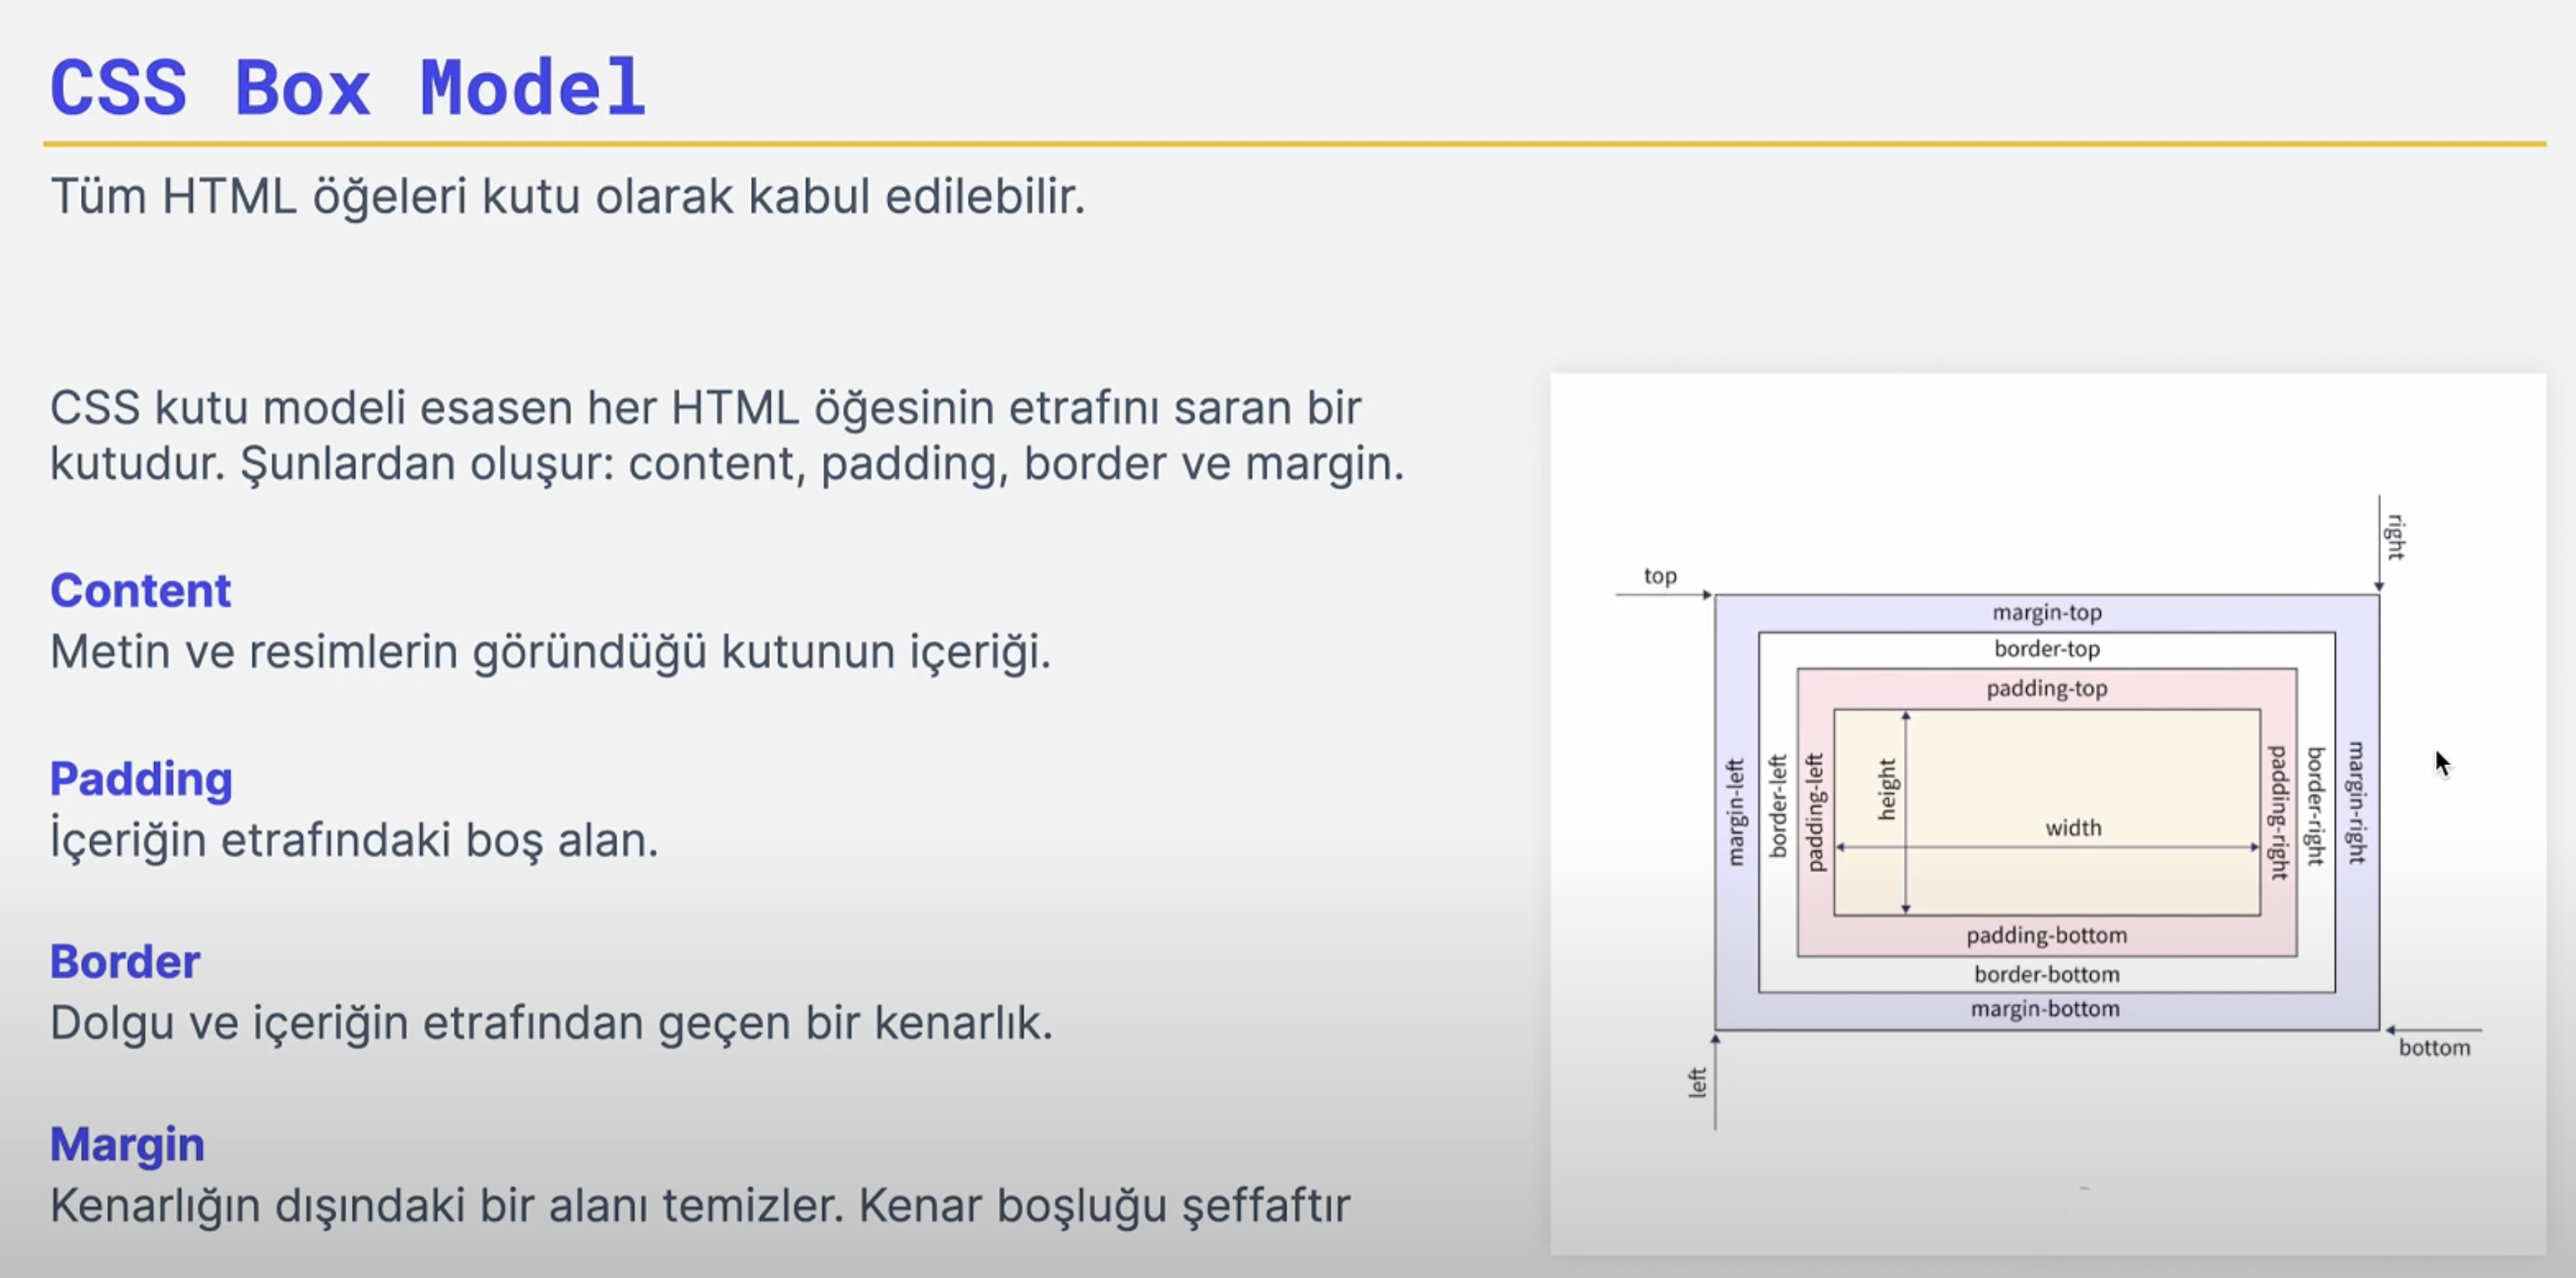 CSS Box Model
Tüm HTML öğeleri kutu olarak kabul edilebilir.
CSS kutu modeli esasen her HTML öğesinin etrafını saran bir
kutudur. Şunlardan oluşur: content, padding, border ve margin.
Content
Metin ve resimlerin göründüğü kutunun içeriği.
Padding
İçeriğin etrafındaki boş alan.
Border
Dolgu ve içeriğin etrafından geçen bir kenarlık.
Margin
Kenarlığın dışındaki bir alanı temizler. Kenar boşluğu şeffaftır
right
top
margin-top
border-top
padding-top
margin-left
border-left
padding-left
height
width
padding-right
border-right
margin-right
padding-bottom
border-bottom
margin-bottom
bottom
left